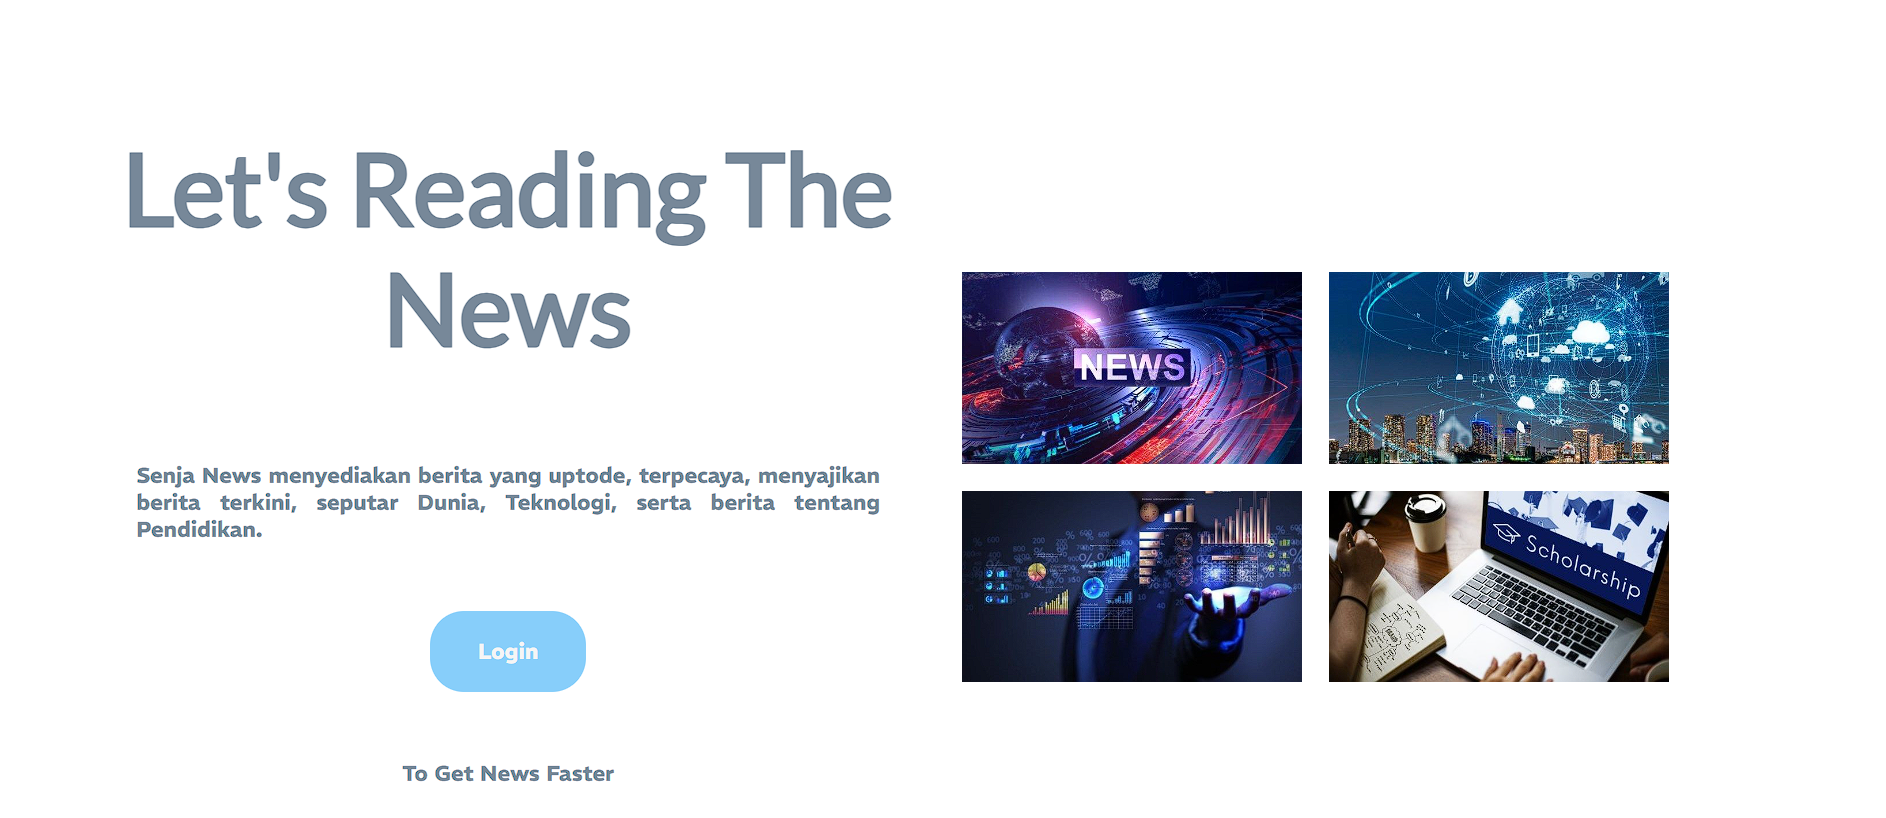 Let's Reading The
News
Senja News menyediakan berita yang uptode, terpecaya, menyajikan
berita terkini, seputar Dunia, Teknologi, serta berita tentang
Pendidikan.
Login
To Get News Faster
NEWS
Scholarship